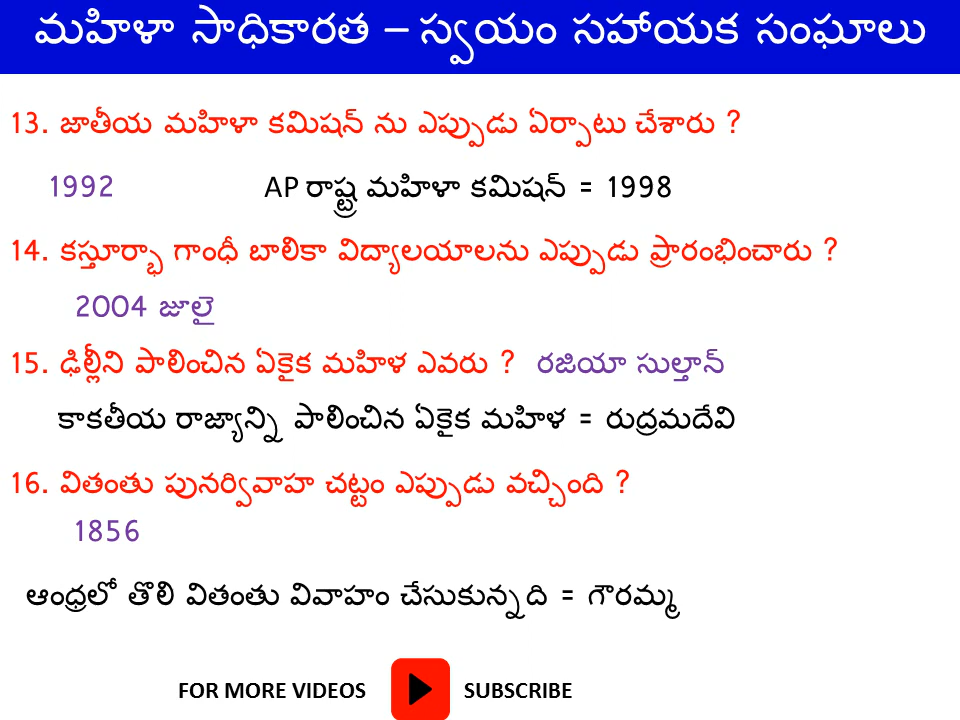 మహిళా సాధికారత – స్వయం సహాయక సంఘాలు
13. జాతీయ మహిళా కమిషన్ ను ఎప్పుడు ఏర్పాటు చేశారు ?
1992 AP రాష్ట్ర మహిళా కమిషన్ = 1998
14. కస్తూర్భా గాంధీ బాలికా విద్యాలయాలను ఎప్పుడు ప్రారంభించారు ?
2004 జూలై
15. ఢిల్లీని పాలించిన ఏకైక మహిళ ఎవరు ? రజియా సుల్తాన్
కాకతీయ రాజ్యాన్ని పాలించిన ఏకైక మహిళ = రుద్రమదేవి
16. వితంతు పునర్వివాహ చట్టం ఎప్పుడు వచ్చింది ?
1856
ఆంధ్రలో తొలి వితంతు వివాహం చేసుకున్నది = గౌరమ్మ
FOR MORE VIDEOS SUBSCRIBE